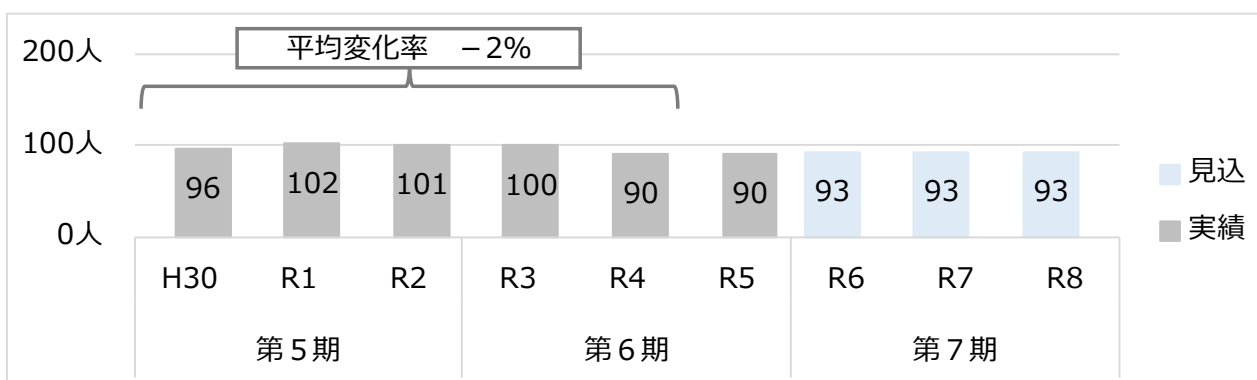 平均変化率　－2%
200人
100人
0人
96 102 101 100 90 90 93 93 93
見込
実績
H30 R1 R2 R3 R4 R5 R6 R7 R8
第５期 第６期 第７期